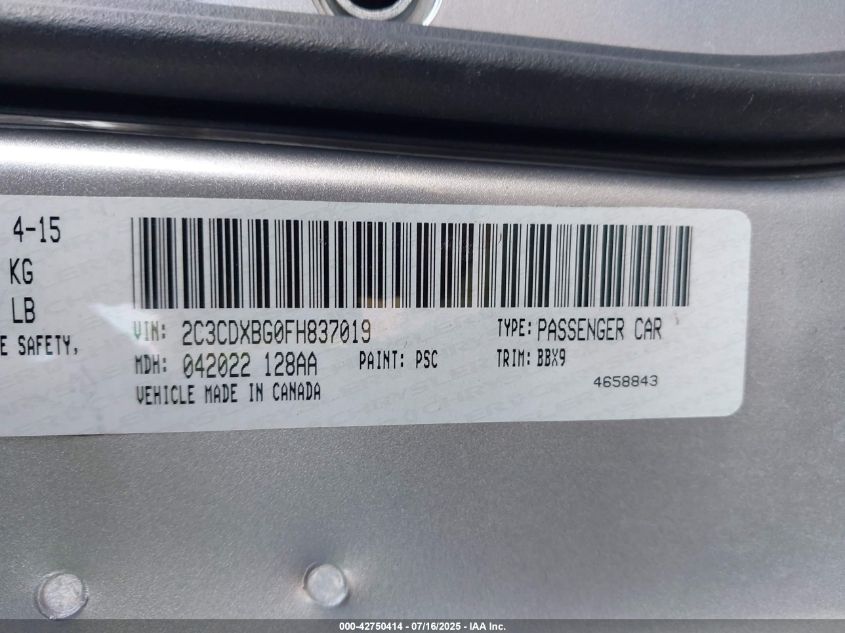 4-15
KG
LB
E SAFETY,
VIN: 2C3CDXBG0FH837019
TYPE: PASSENGER CAR
MDH: 042022 128AA
PAINT: PSC
TRIM: BBX9
VEHICLE MADE IN CANADA
4658843
000-42750414 - 07/16/2025 - IAA Inc.